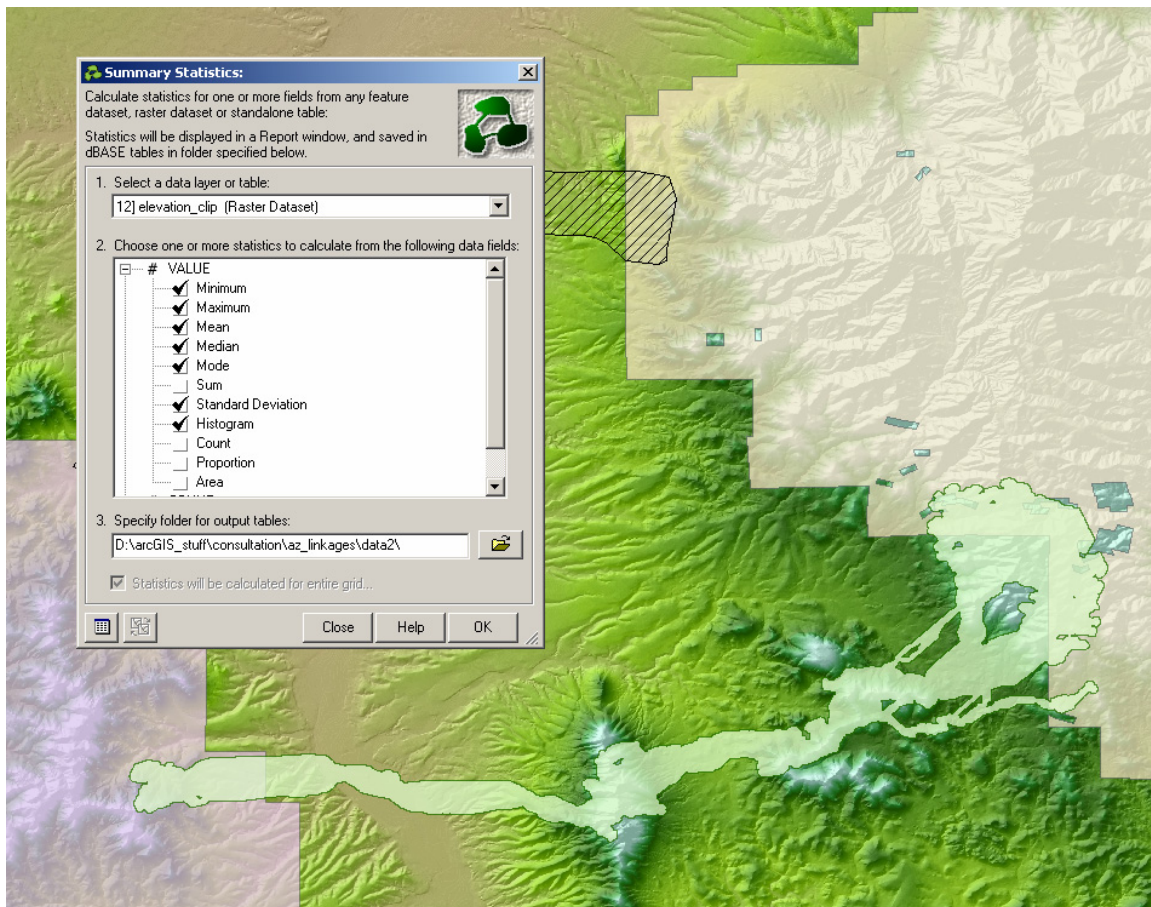 Summary Statistics:
Calculate statistics for one or more fields from any feature
dataset, raster dataset or standalone table:
Statistics will be displayed in a Report window, and saved in
dBASE tables in folder specified below.
1. Select a data layer or table:
12] elevation_clip (Raster Dataset)
2. Choose one or more statistics to calculate from the following data fields:
# VALUE
Minimum
Maximum
Mean
Median
Mode
Sum
Standard Deviation
Histogram
Count
Proportion
Area
3. Specify folder for output tables:
D:\arcGIS_stuff\consultation\az_linkages\data2\
Statistics will be calculated for entire grid...
Close Help OK